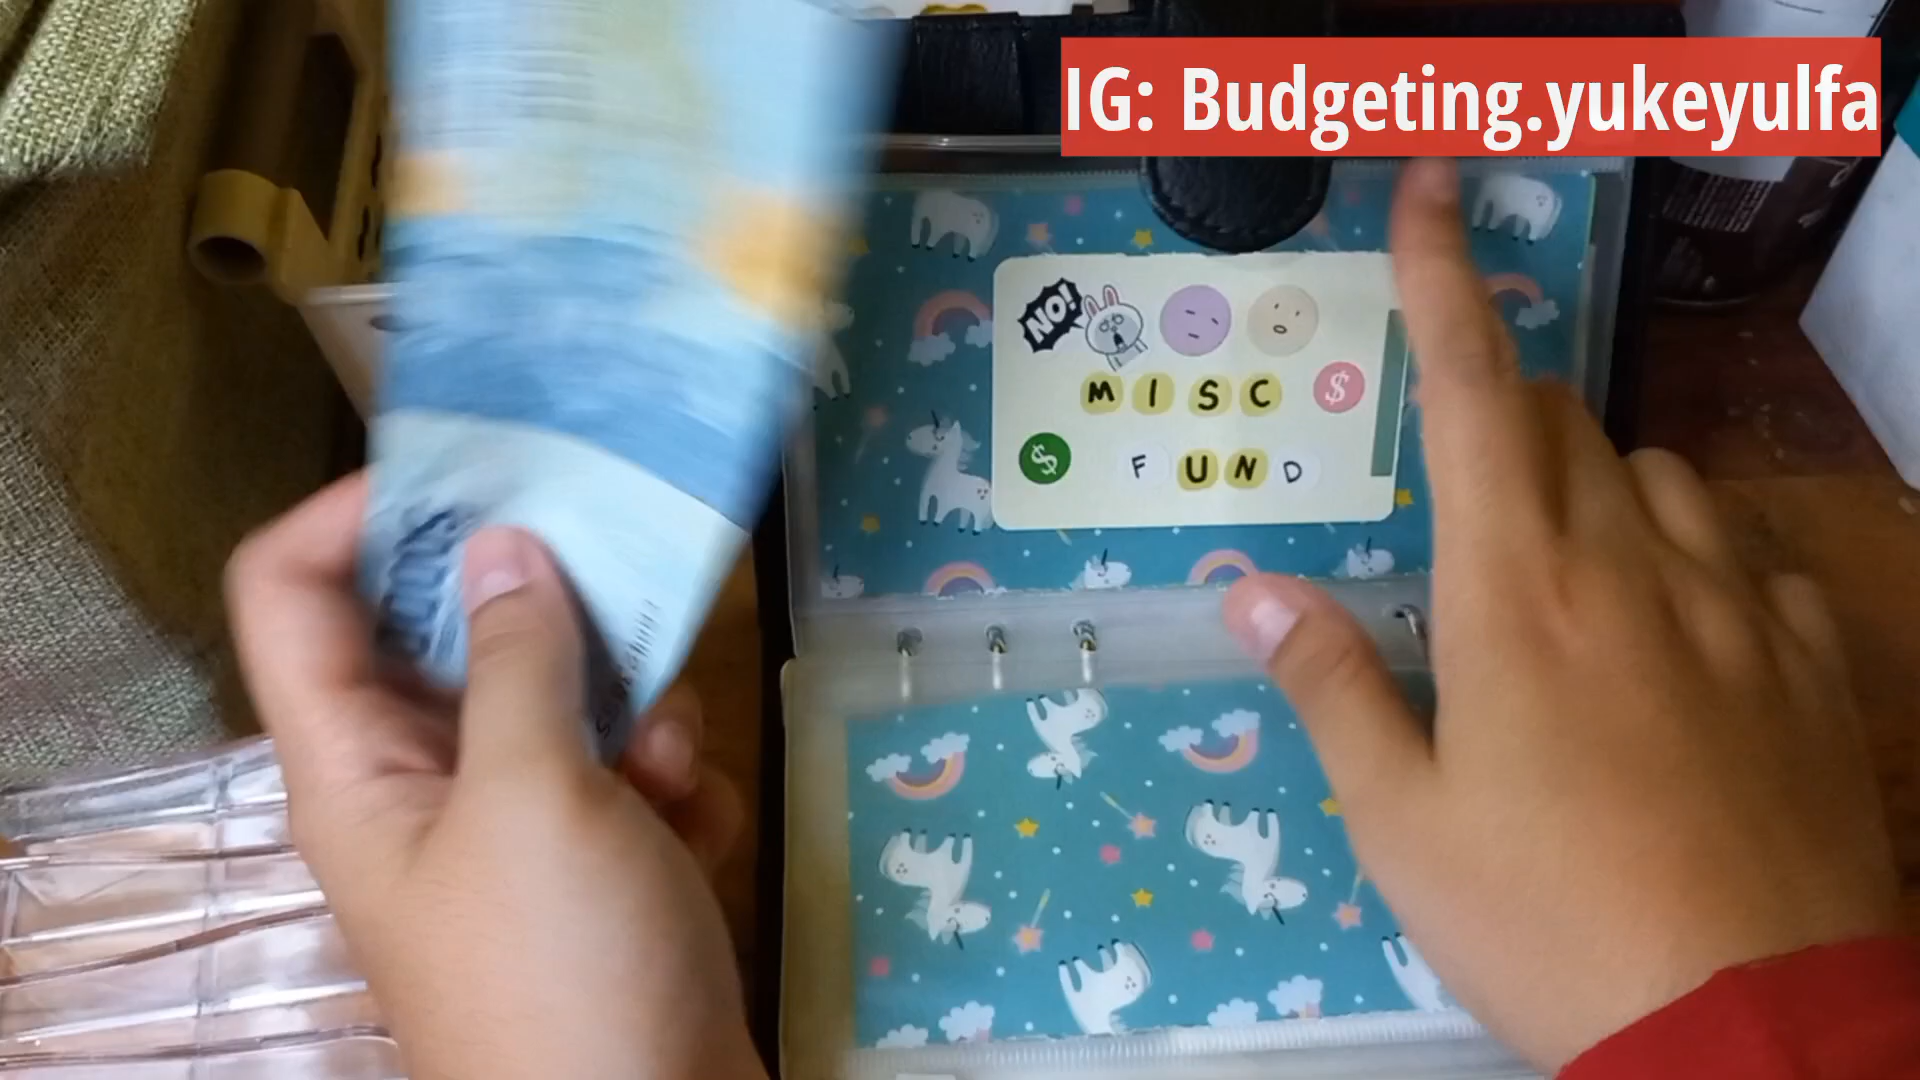 IG: Budgeting.yukeyulfa
NO!
MISC
$
$
FUND